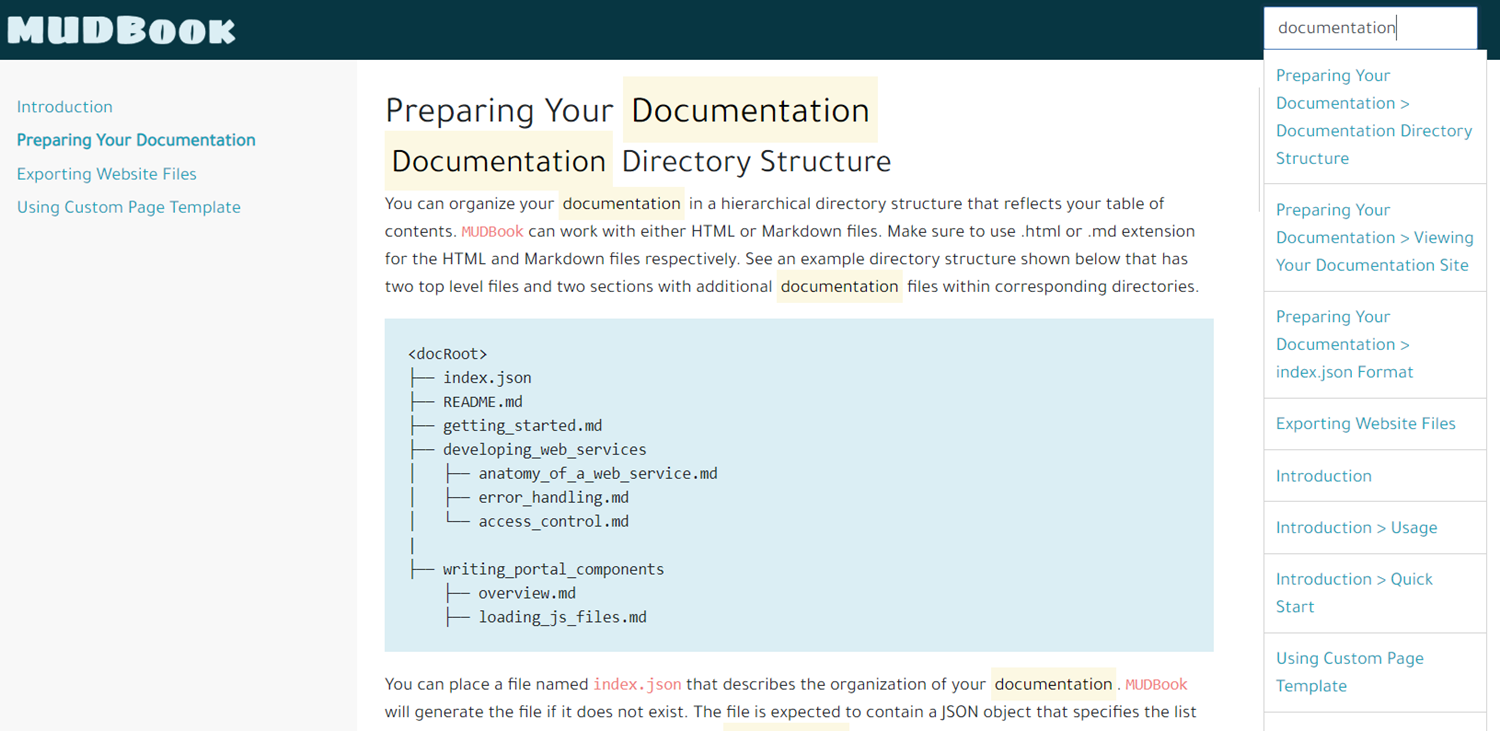 MUDBook
documentation
Introduction
Preparing Your Documentation
Exporting Website Files
Using Custom Page Template
Preparing Your Documentation
Documentation Directory Structure
You can organize your documentation in a hierarchical directory structure that reflects your table of
contents. MUDBook can work with either HTML or Markdown files. Make sure to use .html or .md extension
for the HTML and Markdown files respectively. See an example directory structure shown below that has
two top level files and two sections with additional documentation files within corresponding directories.
<docRoot>
├── index.json
├── README.md
├── getting_started.md
├── developing_web_services
│   ├── anatomy_of_a_web_service.md
│   ├── error_handling.md
│   └── access_control.md
|
├── writing_portal_components
    ├── overview.md
    ├── loading_js_files.md
You can place a file named index.json that describes the organization of your documentation . MUDBook
will generate the file if it does not exist. The file is expected to contain a JSON object that specifies the list
Preparing Your
Documentation >
Documentation Directory
Structure
Preparing Your
Documentation > Viewing
Your Documentation Site
Preparing Your
Documentation >
index.json Format
Exporting Website Files
Introduction
Introduction > Usage
Introduction > Quick
Start
Using Custom Page
Template